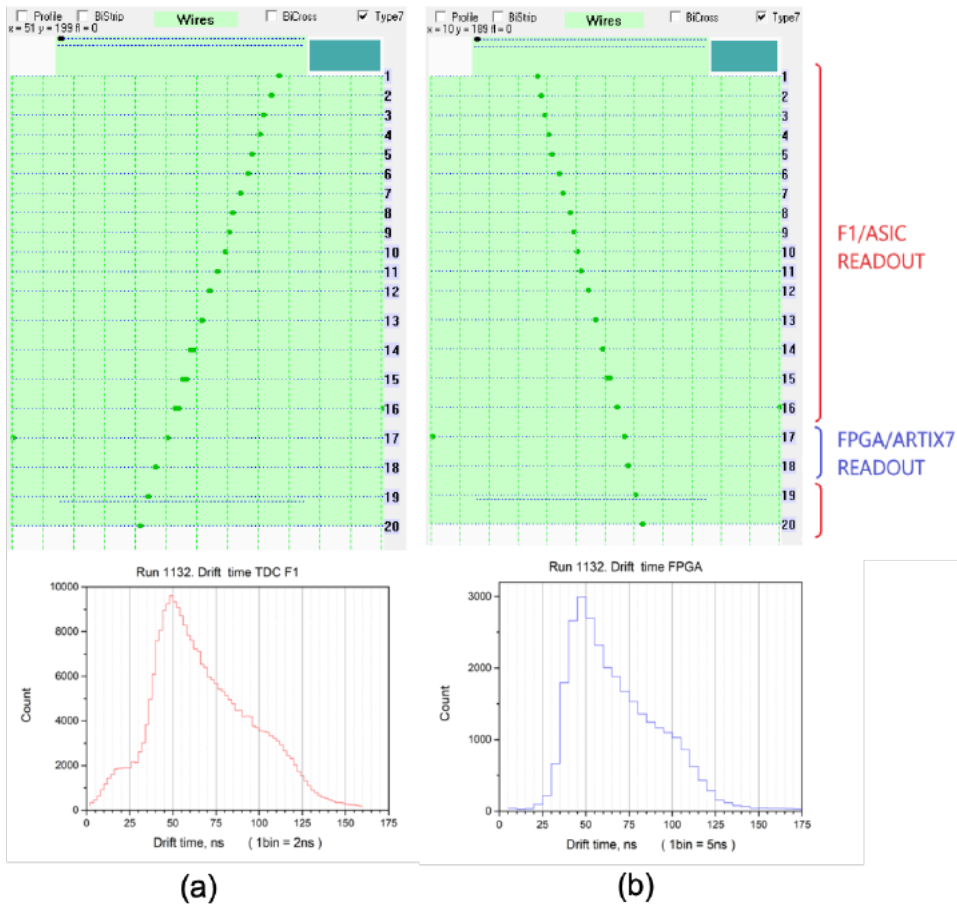 Profile BiStrip Wires BiCross Type7
x = 51 y = 199 fl = 0
1
2
3
4
5
6
7
8
9
10
11
12
13
14
15
16
17
18
19
20
Profile BiStrip Wires BiCross Type7
x = 10 y = 189 fl = 0
1
2
3
4
5
6
7
8
9
10
11
12
13
14
15
16
17
18
19
20
F1/ASIC
READOUT
FPGA/ARTIX7
READOUT
Run 1132. Drift time TDC F1
10000
8000
6000
4000
2000
0
Count
0 25 50 75 100 125 150 175
Drift time, ns ( 1bin = 2ns )
(a)
Run 1132. Drift time FPGA
3000
2000
1000
0
Count
0 25 50 75 100 125 150 175
Drift time, ns ( 1bin = 5ns )
(b)